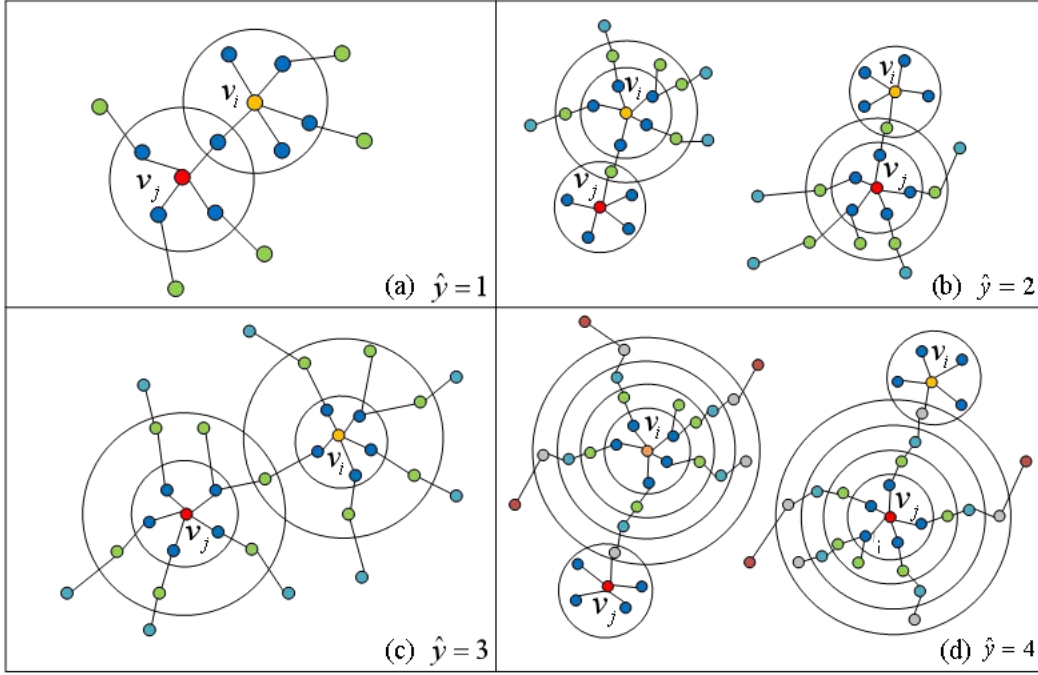 v_i
v_j
(a) ŷ = 1
v_i
v_j
v_i
v_j
(b) ŷ = 2
v_i
v_j
(c) ŷ = 3
v_i
v_j
v_i
v_j
i
(d) ŷ = 4